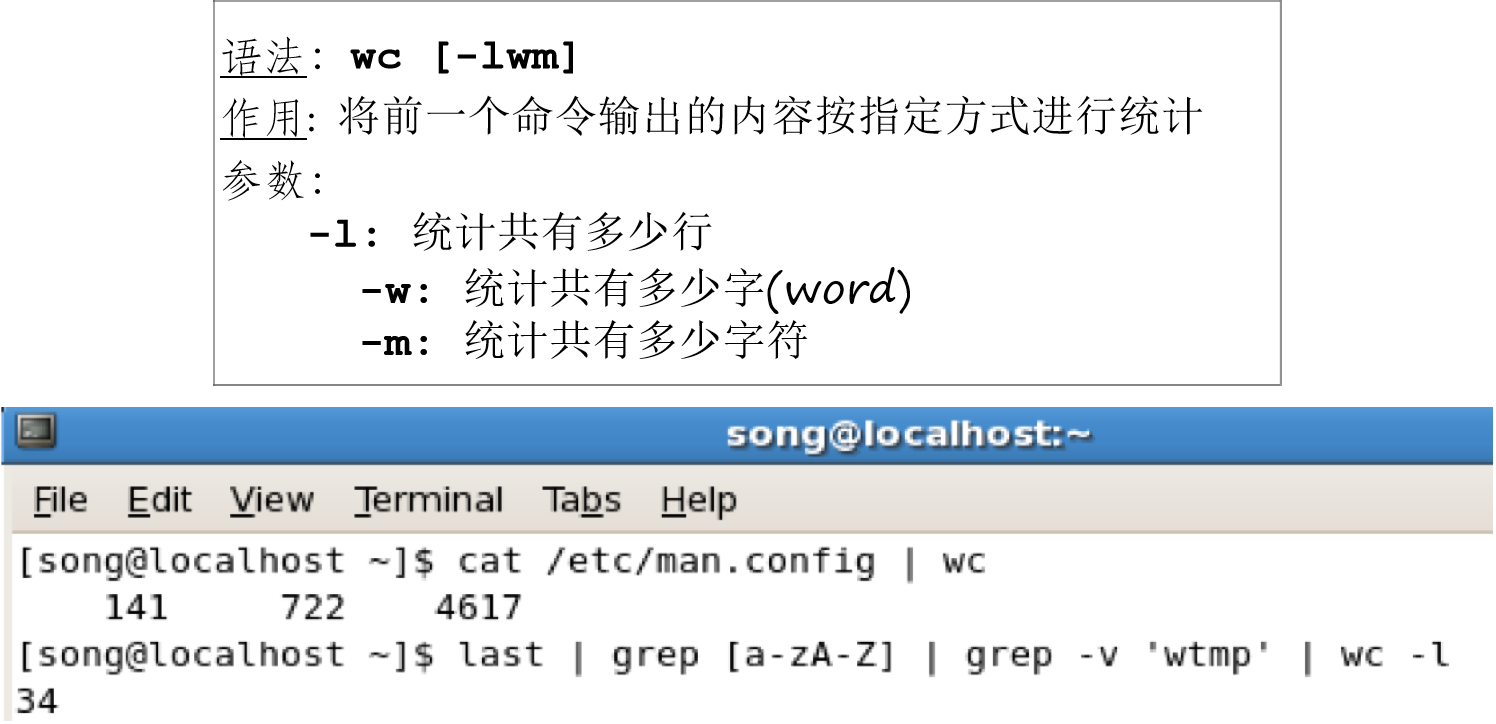 语法: wc [-lwm]
作用: 将前一个命令输出的内容按指定方式进行统计
参数:
-l: 统计共有多少行
-w: 统计共有多少字(word)
-m: 统计共有多少字符
song@localhost:~
File Edit View Terminal Tabs Help
[song@localhost ~]$ cat /etc/man.config | wc
141 722 4617
[song@localhost ~]$ last | grep [a-zA-Z] | grep -v 'wtmp' | wc -l
34